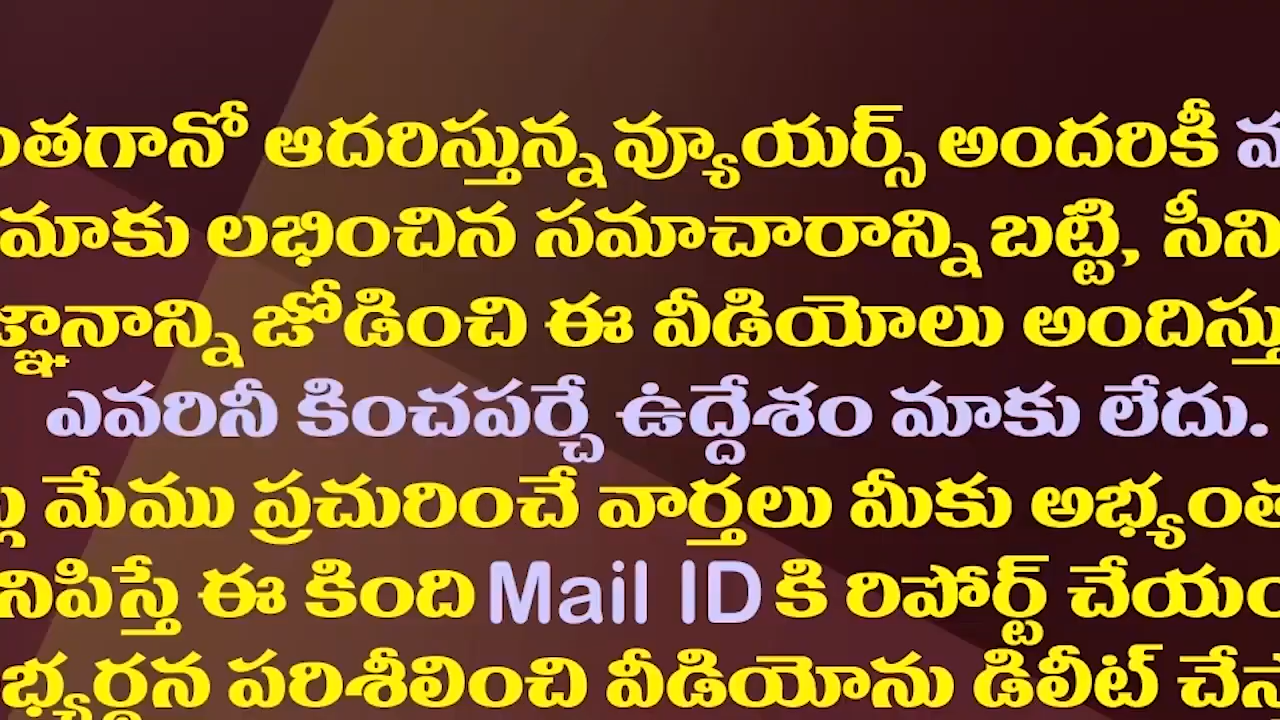 ఆదరిస్తున్న వ్యూయర్స్ అందరికీ
మాకు లభించిన సమాచారాన్ని బట్టి,
జోడించి ఈ వీడియోలు
ఎవరినీ కించపర్చే ఉద్దేశం మాకు లేదు.
మేము ప్రచురించే వార్తలు మీకు
ఈ కింది Mail ID కి రిపోర్ట్
పరిశీలించి వీడియోను డిలీట్